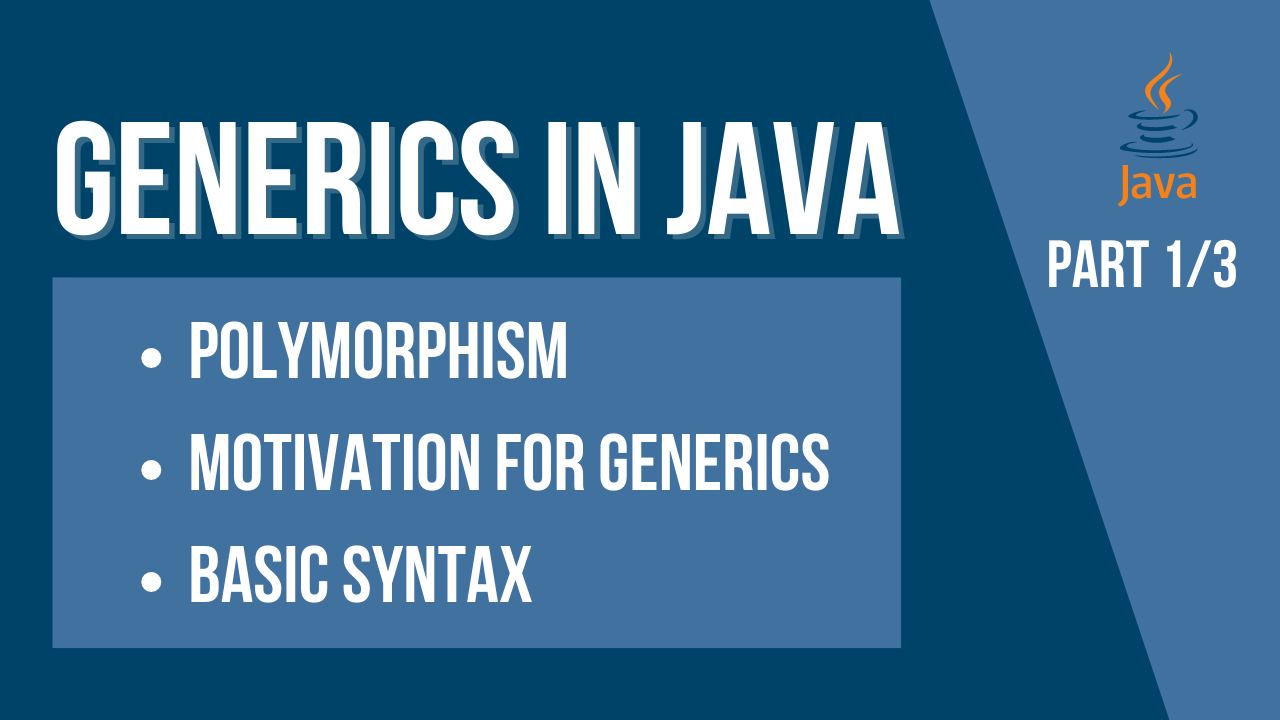 GENERICS IN JAVA
Java
PART 1/3
• POLYMORPHISM
• MOTIVATION FOR GENERICS
• BASIC SYNTAX